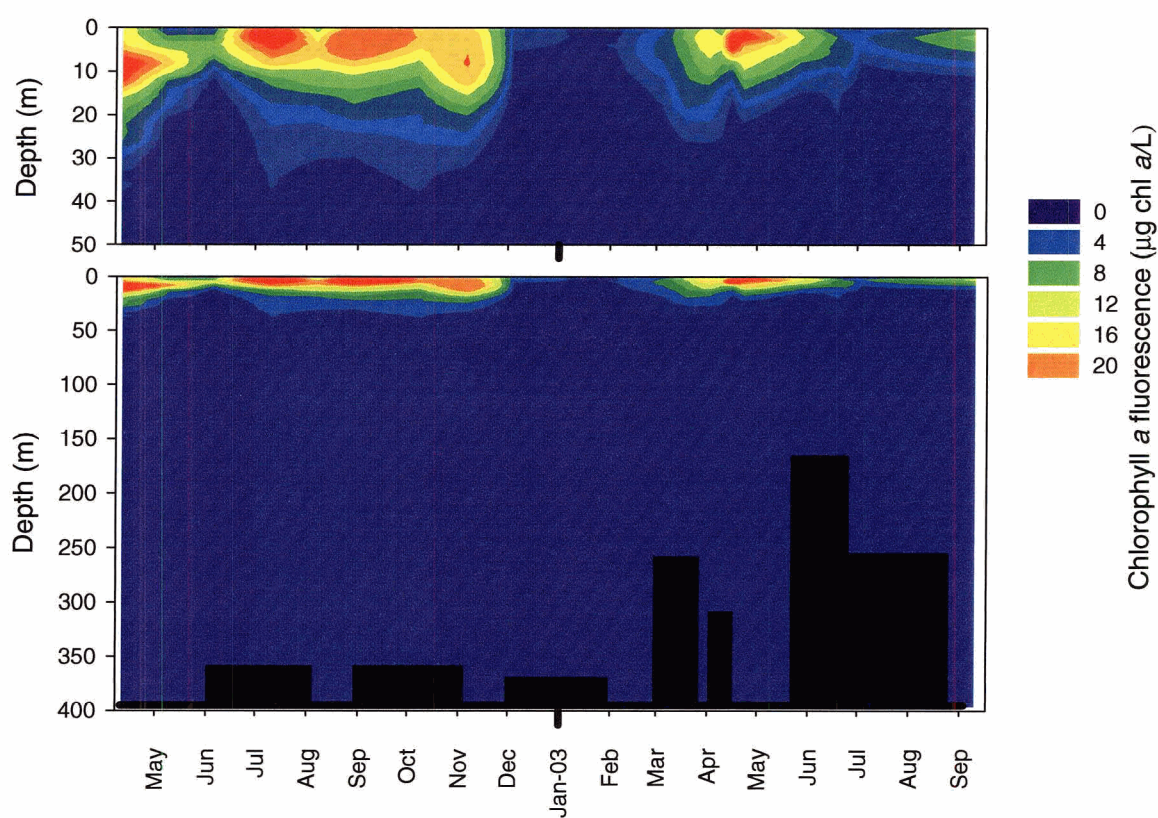 0
10
20
30
40
50
Depth (m)
0
50
100
150
200
250
300
350
400
Depth (m)
May
Jun
Jul
Aug
Sep
Oct
Nov
Dec
Jan-03
Feb
Mar
Apr
May
Jun
Jul
Aug
Sep
0
4
8
12
16
20
Chlorophyll a fluorescence (μg chl a/L)